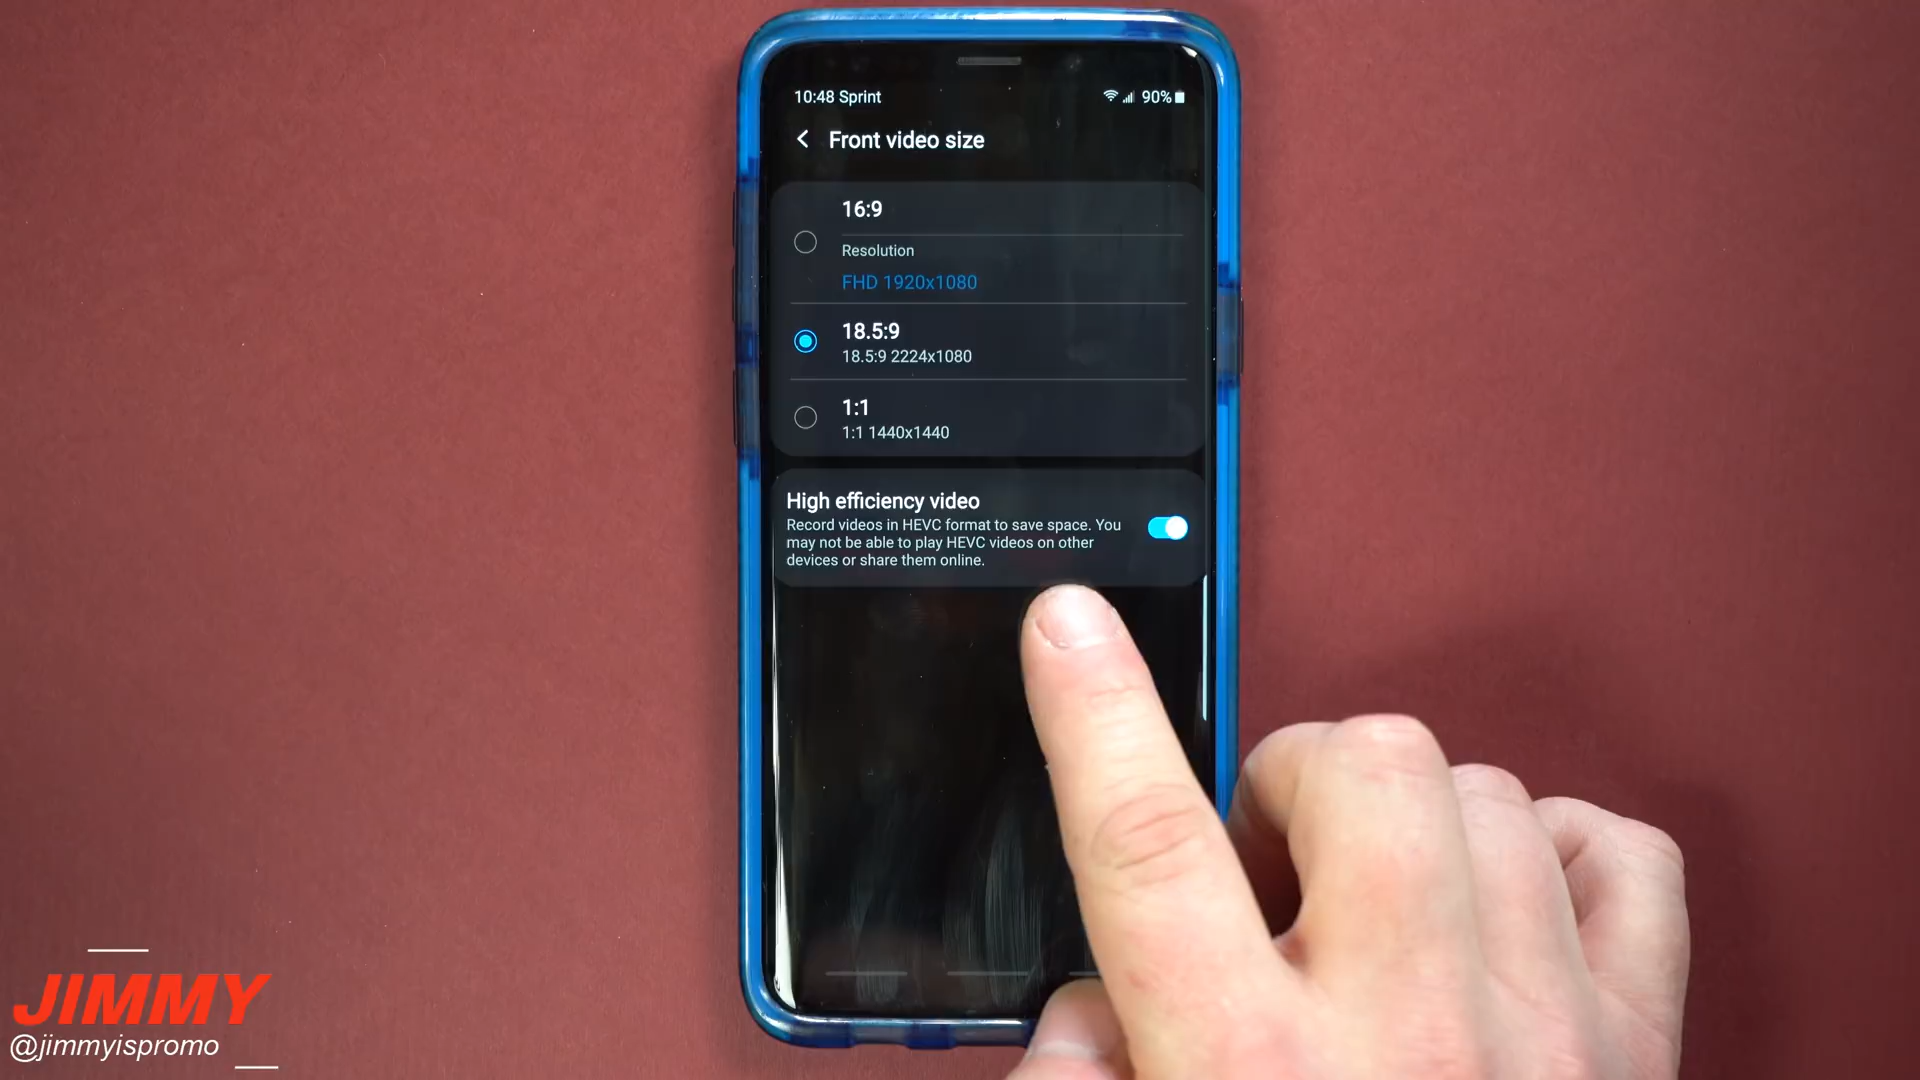 10:48 Sprint 90%
Front video size
16:9
Resolution
FHD 1920x1080
18.5:9
18.5:9 2224x1080
1:1
1:1 1440x1440
High efficiency video
Record videos in HEVC format to save space. You
may not be able to play HEVC videos on other
devices or share them online.
JIMMY
@jimmyispromo